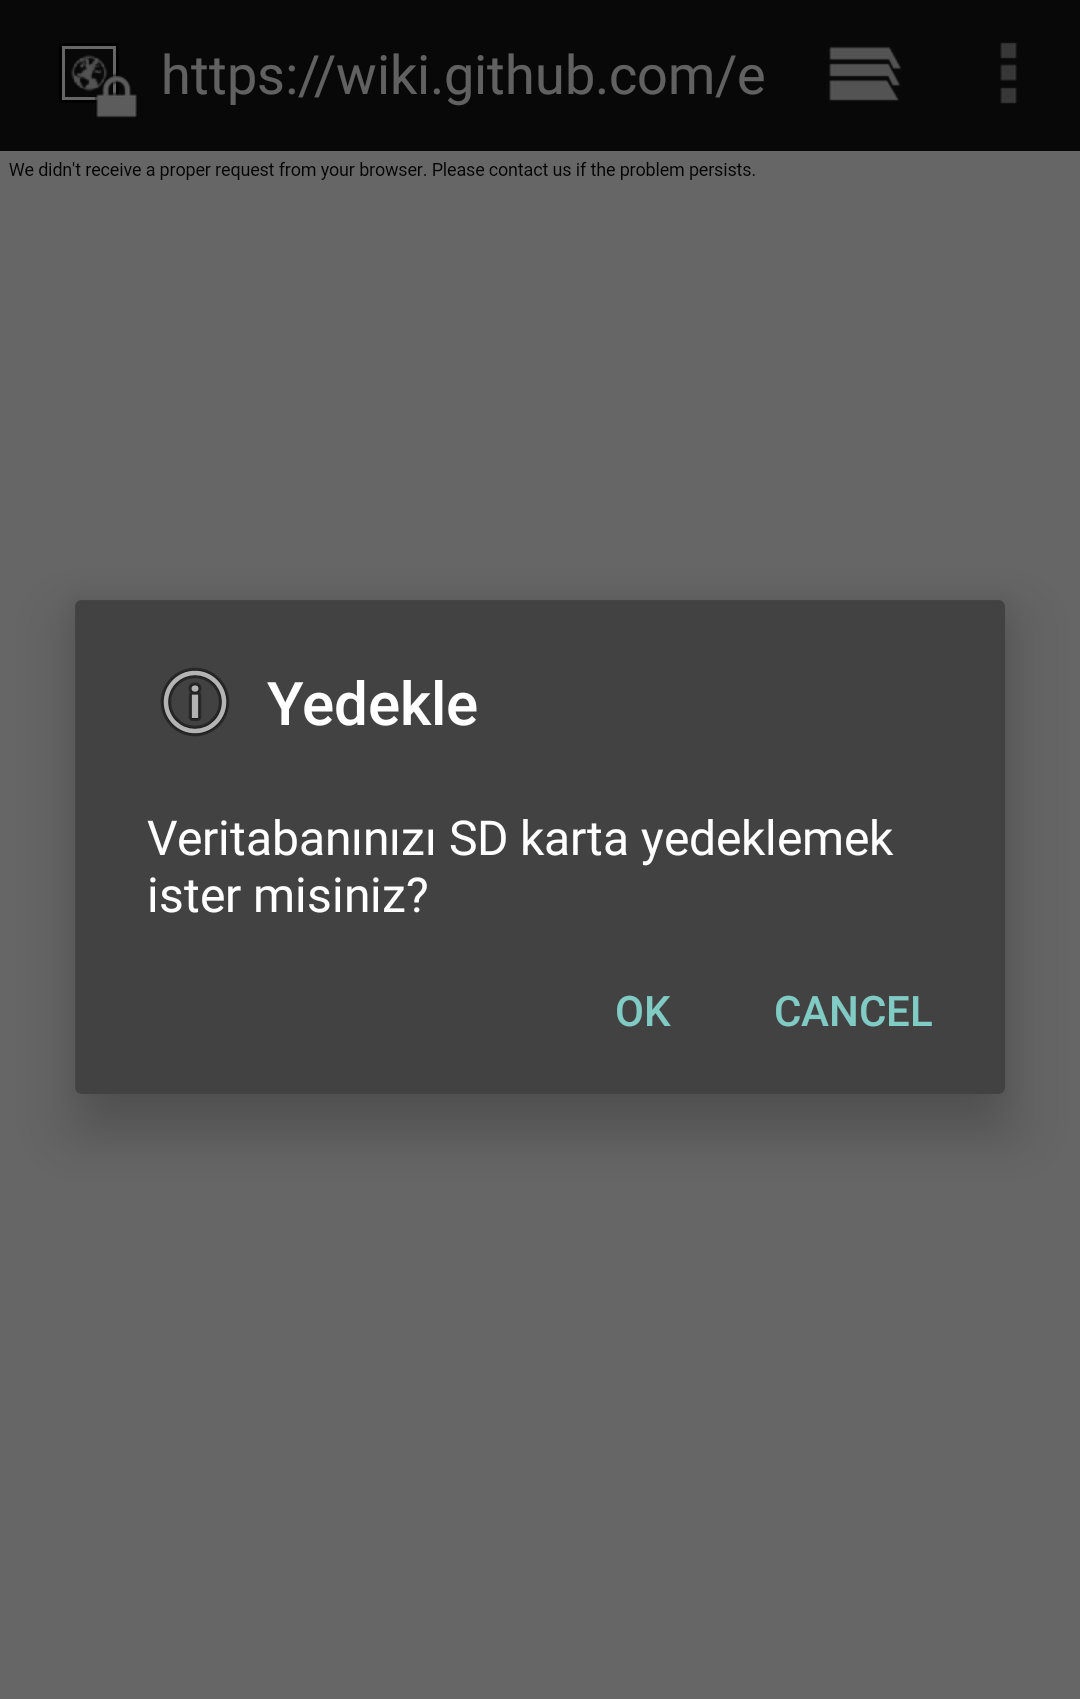 https://wiki.github.com/e
We didn't receive a proper request from your browser. Please contact us if the problem persists.
Yedekle
Veritabanınızı SD karta yedeklemek
ister misiniz?
OK CANCEL